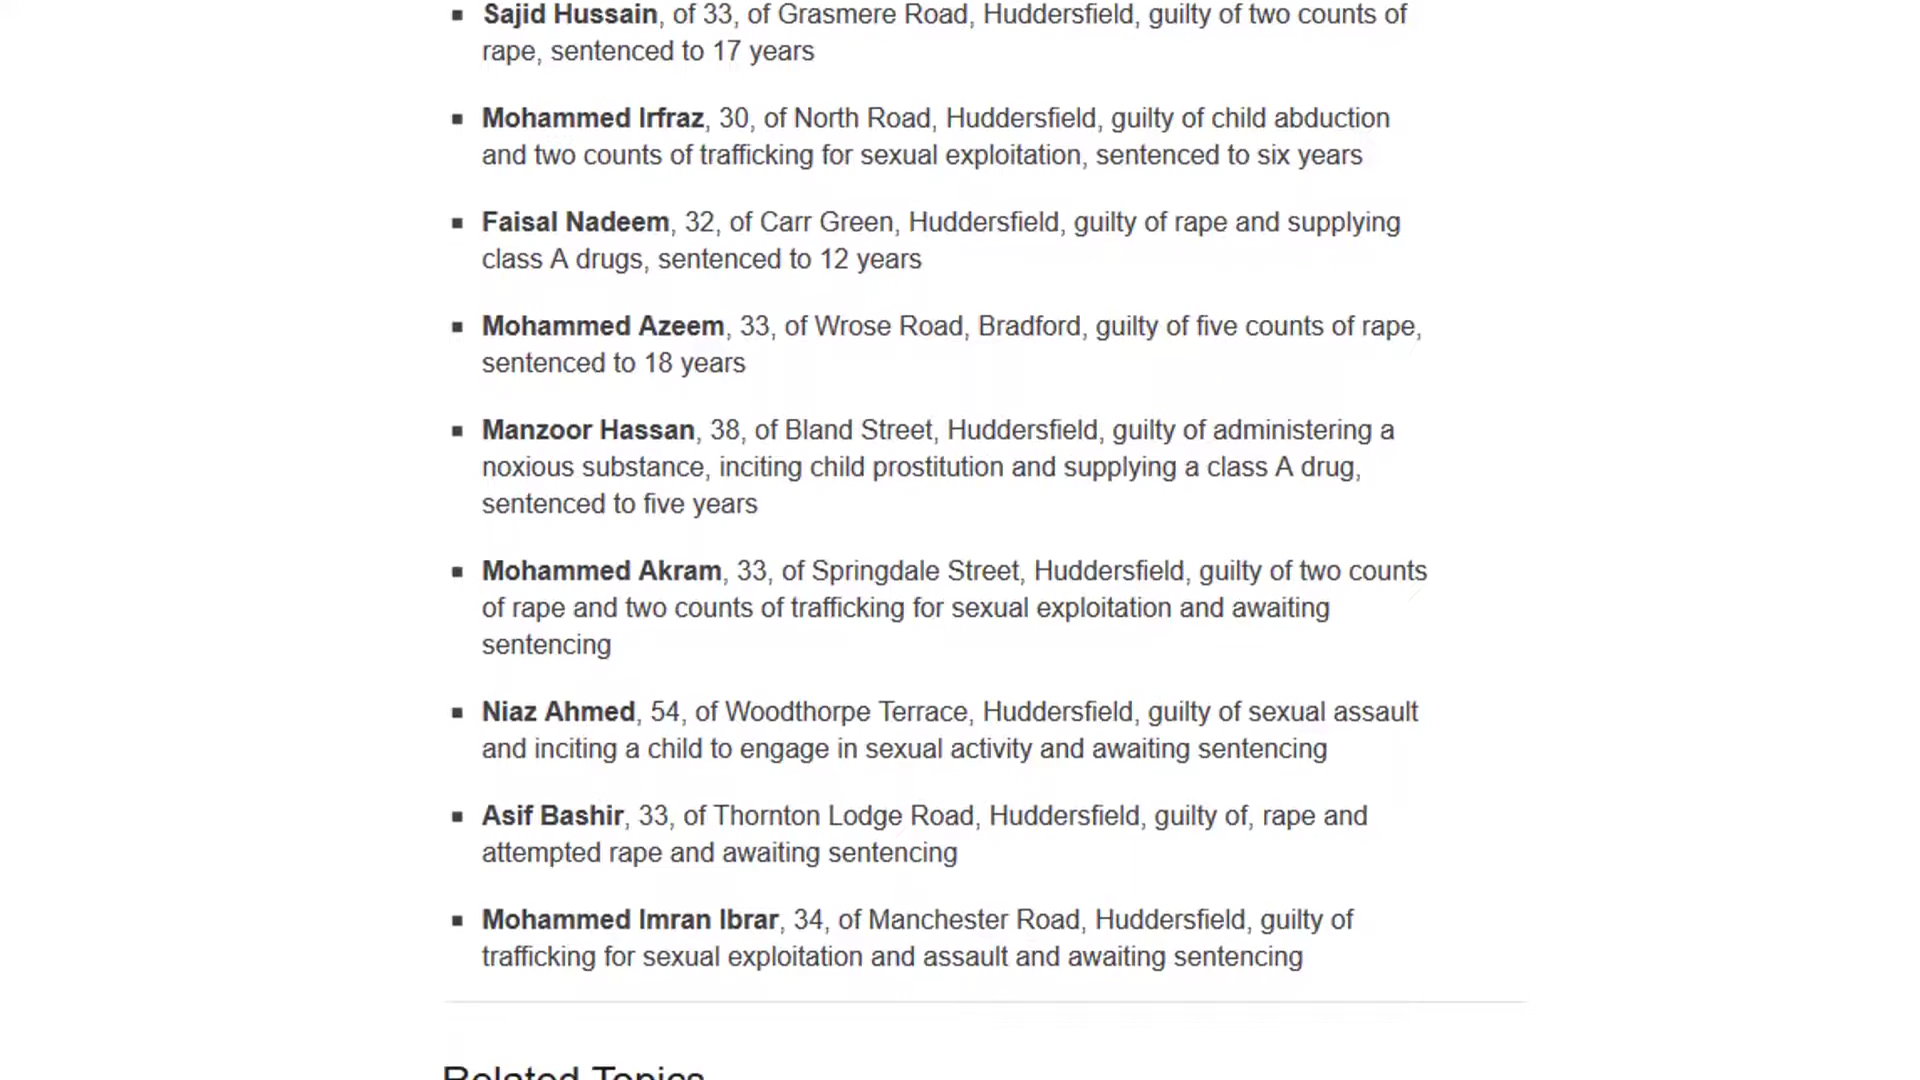 ▪ Sajid Hussain, of 33, of Grasmere Road, Huddersfield, guilty of two counts of
rape, sentenced to 17 years
▪ Mohammed Irfraz, 30, of North Road, Huddersfield, guilty of child abduction
and two counts of trafficking for sexual exploitation, sentenced to six years
▪ Faisal Nadeem, 32, of Carr Green, Huddersfield, guilty of rape and supplying
class A drugs, sentenced to 12 years
▪ Mohammed Azeem, 33, of Wrose Road, Bradford, guilty of five counts of rape,
sentenced to 18 years
▪ Manzoor Hassan, 38, of Bland Street, Huddersfield, guilty of administering a
noxious substance, inciting child prostitution and supplying a class A drug,
sentenced to five years
▪ Mohammed Akram, 33, of Springdale Street, Huddersfield, guilty of two counts
of rape and two counts of trafficking for sexual exploitation and awaiting
sentencing
▪ Niaz Ahmed, 54, of Woodthorpe Terrace, Huddersfield, guilty of sexual assault
and inciting a child to engage in sexual activity and awaiting sentencing
▪ Asif Bashir, 33, of Thornton Lodge Road, Huddersfield, guilty of, rape and
attempted rape and awaiting sentencing
▪ Mohammed Imran Ibrar, 34, of Manchester Road, Huddersfield, guilty of
trafficking for sexual exploitation and assault and awaiting sentencing
Related Topics